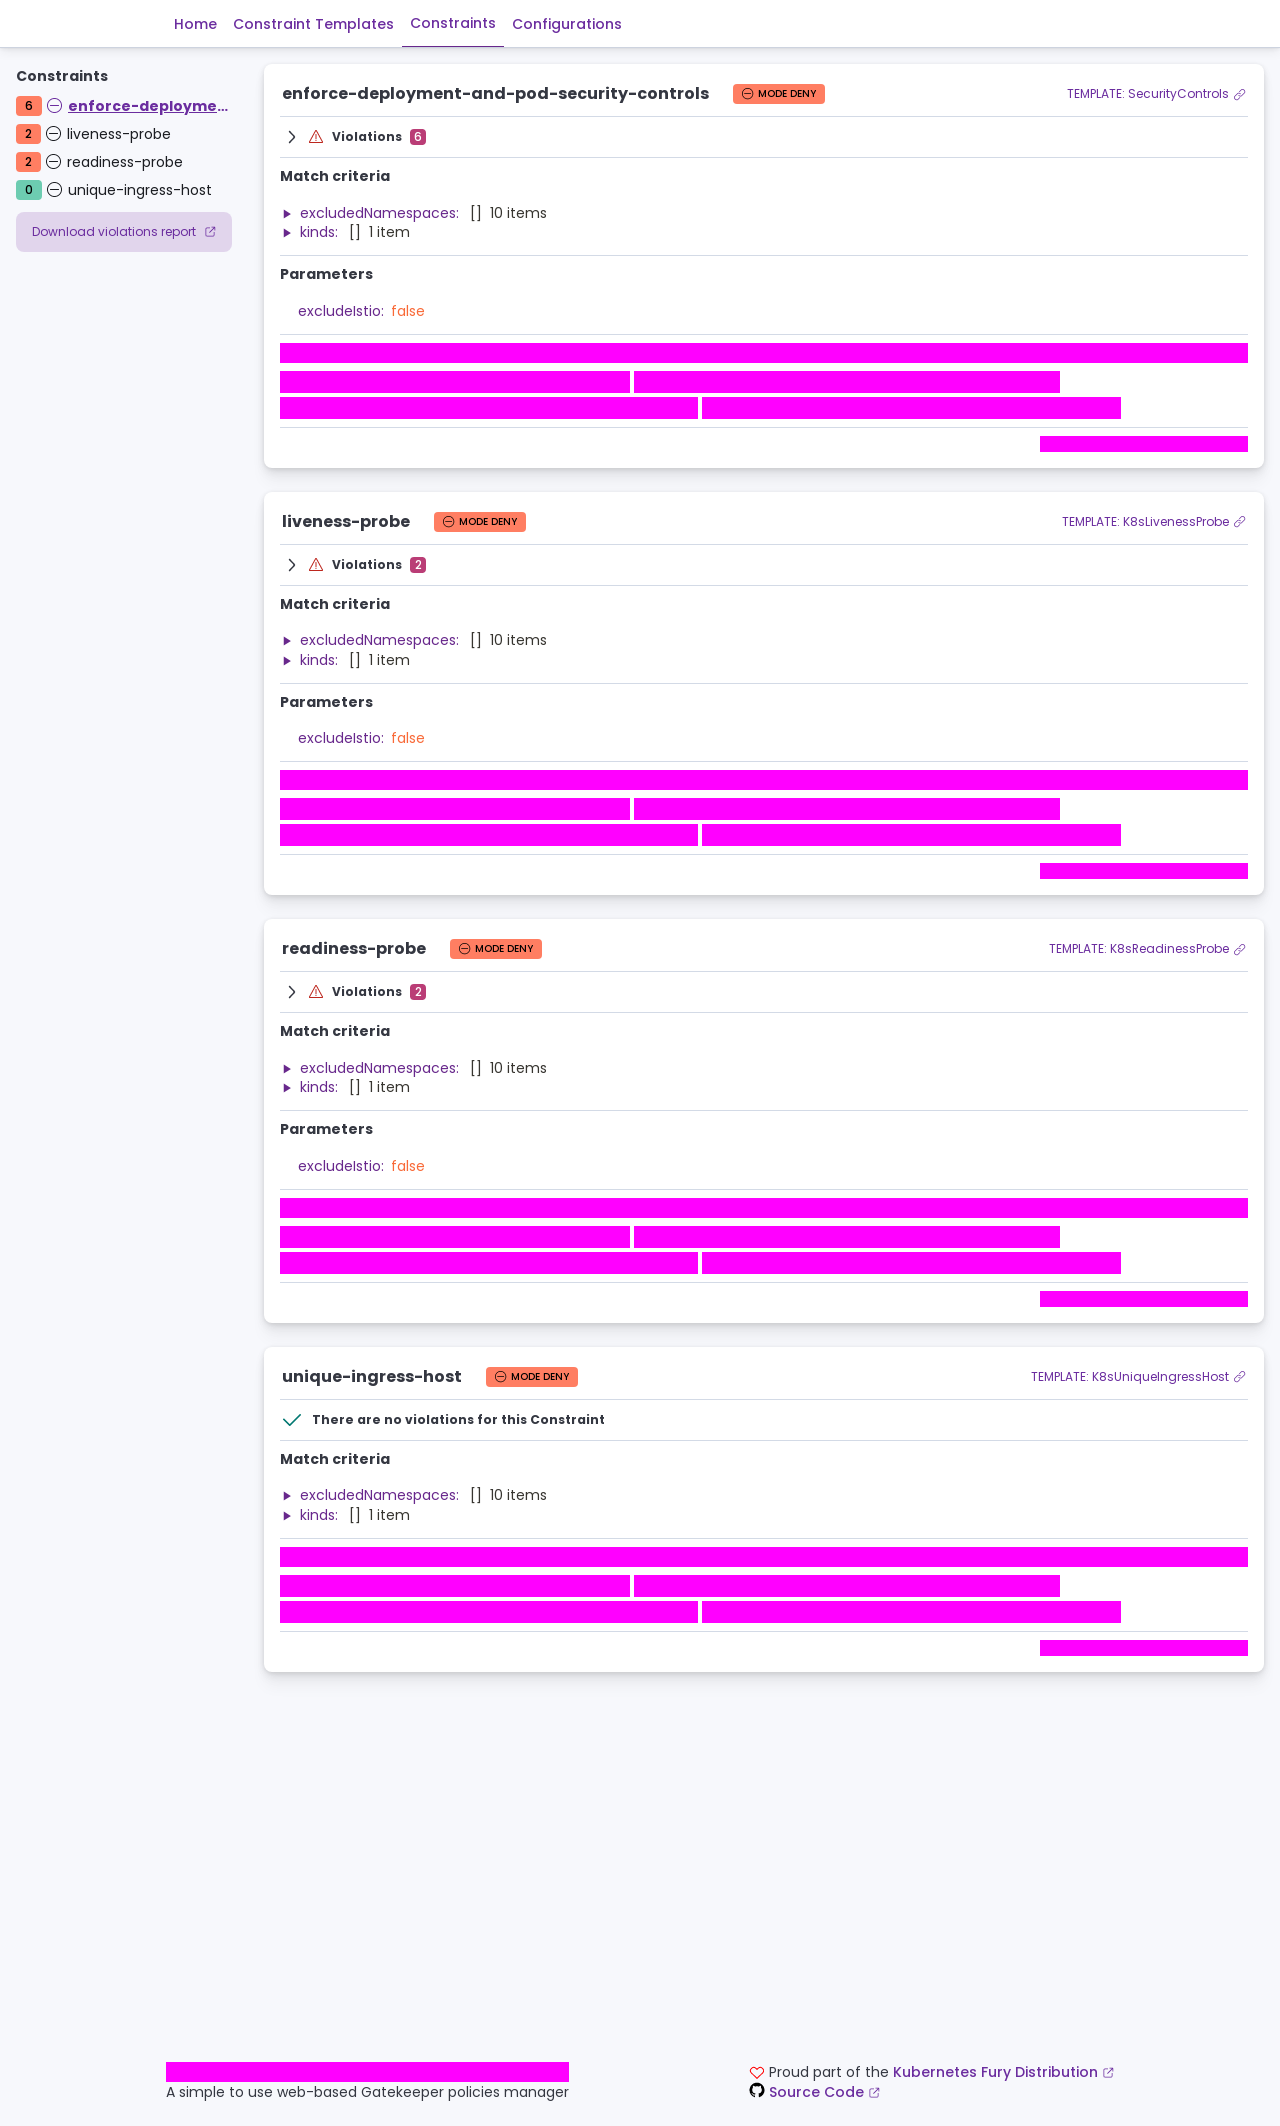 Home Constraint Templates Constraints Configurations
Constraints
6 enforce-deployme...
2 liveness-probe
2 readiness-probe
0 unique-ingress-host
Download violations report
enforce-deployment-and-pod-security-controls MODE DENY TEMPLATE: SecurityControls
Violations 6
Match criteria
excludedNamespaces: [] 10 items
kinds: [] 1 item
Parameters
excludeIstio: false
liveness-probe MODE DENY TEMPLATE: K8sLivenessProbe
Violations 2
Match criteria
excludedNamespaces: [] 10 items
kinds: [] 1 item
Parameters
excludeIstio: false
readiness-probe MODE DENY TEMPLATE: K8sReadinessProbe
Violations 2
Match criteria
excludedNamespaces: [] 10 items
kinds: [] 1 item
Parameters
excludeIstio: false
unique-ingress-host MODE DENY TEMPLATE: K8sUniqueIngressHost
There are no violations for this Constraint
Match criteria
excludedNamespaces: [] 10 items
kinds: [] 1 item
A simple to use web-based Gatekeeper policies manager
Proud part of the Kubernetes Fury Distribution
Source Code